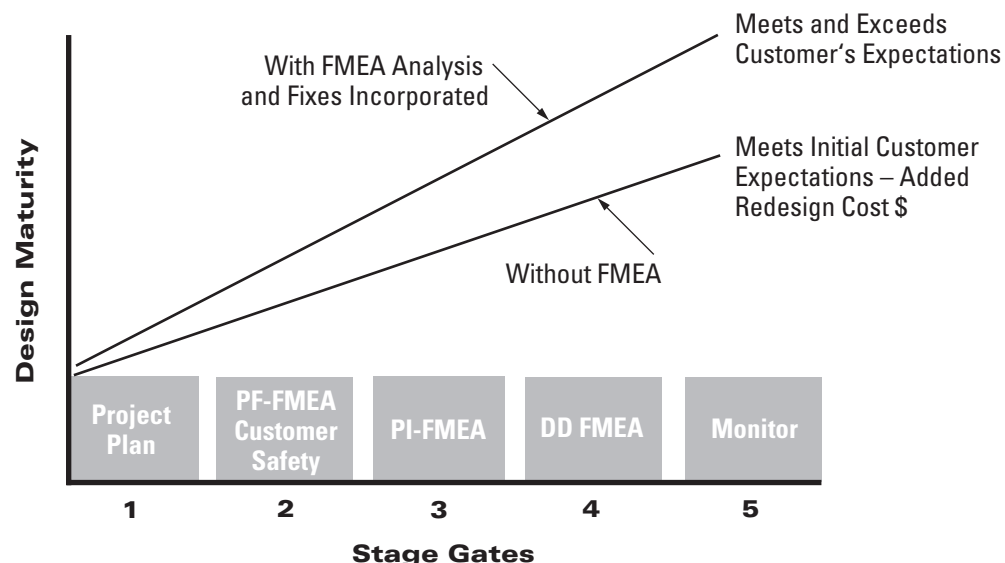 Meets and Exceeds
Customer‘s Expectations
With FMEA Analysis
and Fixes Incorporated
Meets Initial Customer
Expectations – Added
Redesign Cost $
Without FMEA
Design Maturity
Project
Plan
PF-FMEA
Customer
Safety
PI-FMEA
DD FMEA
Monitor
1
2
3
4
5
Stage Gates